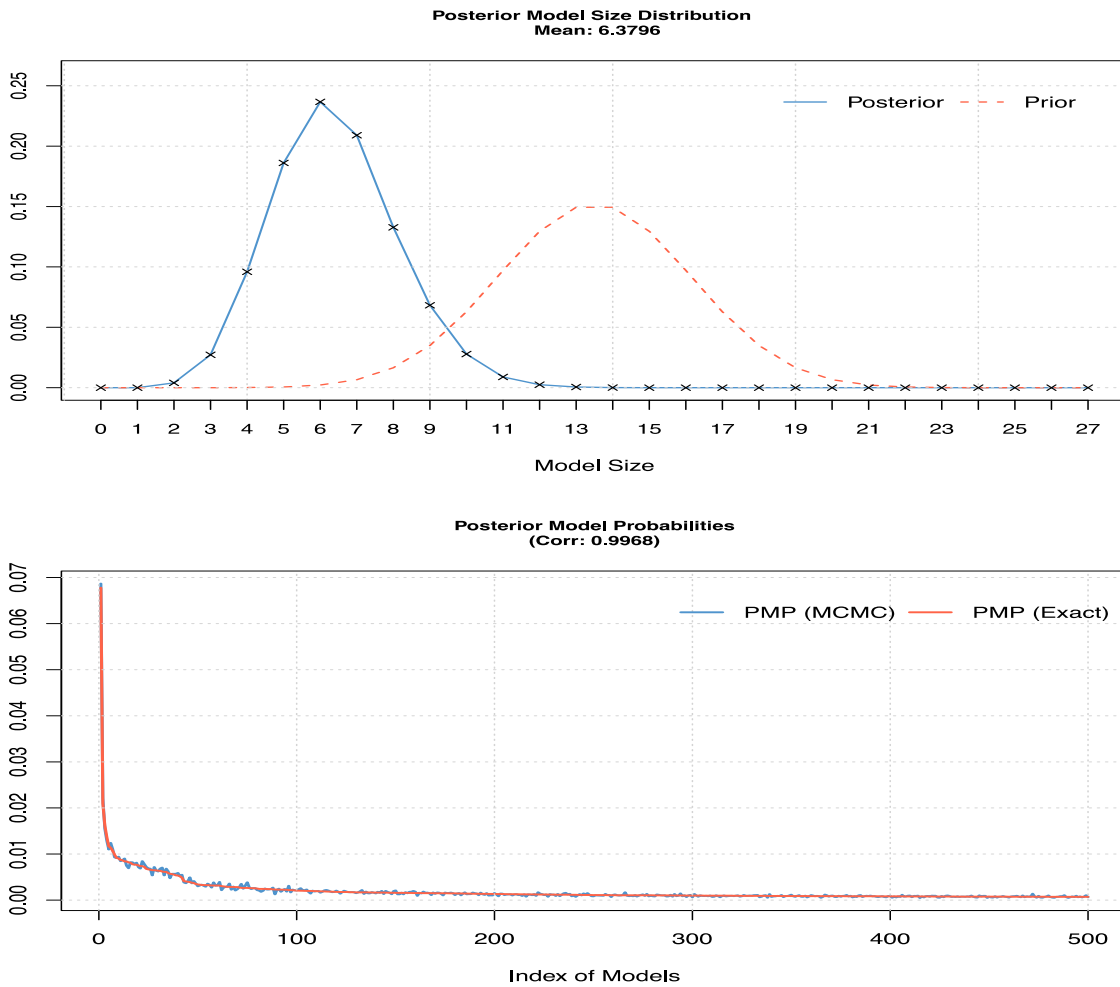 Posterior Model Size Distribution
Mean: 6.3796
Posterior Prior
0.25
0.20
0.15
0.10
0.05
0.00
0 1 2 3 4 5 6 7 8 9 11 13 15 17 19 21 23 25 27
Model Size
Posterior Model Probabilities
(Corr: 0.9968)
PMP (MCMC) PMP (Exact)
0.07
0.06
0.05
0.04
0.03
0.02
0.01
0.00
0 100 200 300 400 500
Index of Models